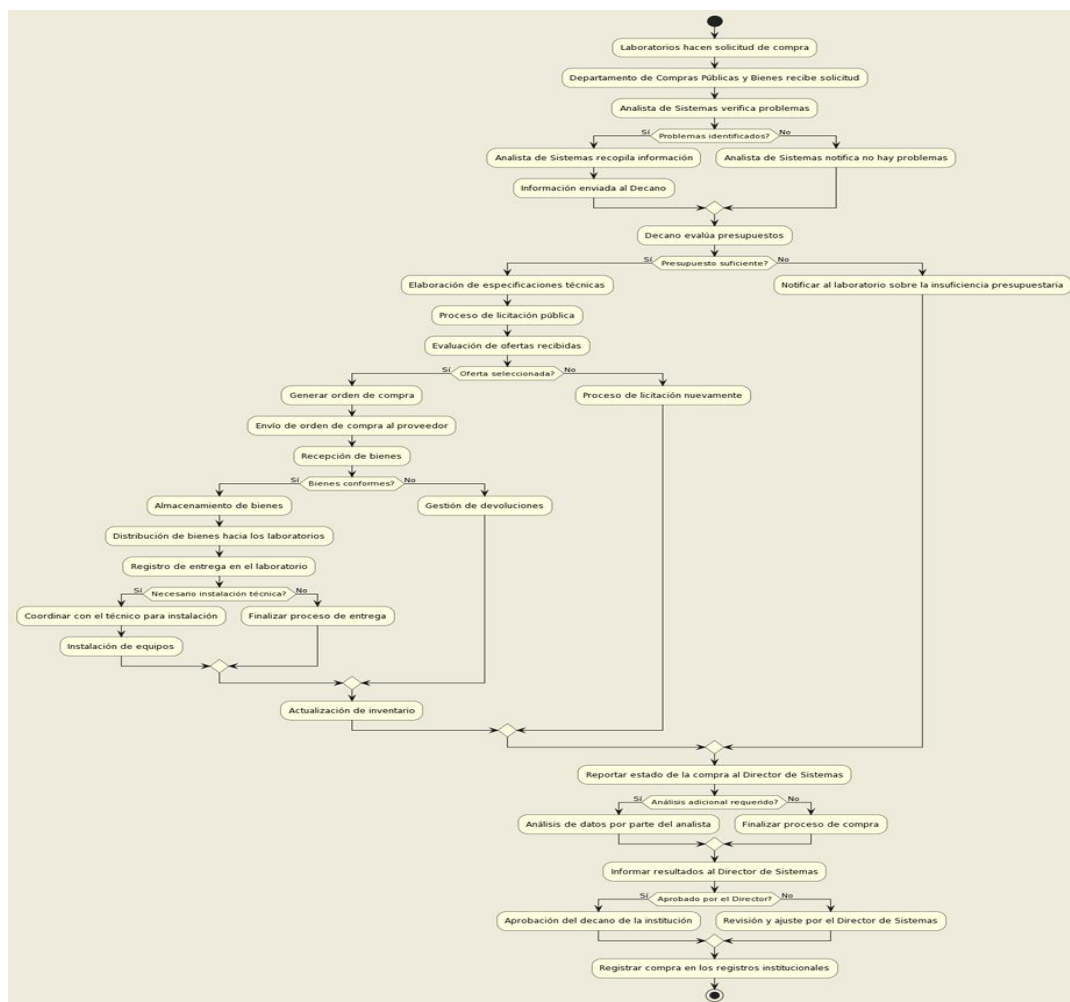 Laboratorios hacen solicitud de compra
Departamento de Compras Públicas y Bienes recibe solicitud
Analista de Sistemas verifica problemas
Sí
Problemas identificados?
No
Analista de Sistemas recopila información
Analista de Sistemas notifica no hay problemas
Información enviada al Decano
Decano evalúa presupuestos
Sí
Presupuesto suficiente?
No
Elaboración de especificaciones técnicas
Notificar al laboratorio sobre la insuficiencia presupuestaria
Proceso de licitación pública
Evaluación de ofertas recibidas
Sí
Oferta seleccionada?
No
Generar orden de compra
Proceso de licitación nuevamente
Envío de orden de compra al proveedor
Recepción de bienes
Sí
Bienes conformes?
No
Almacenamiento de bienes
Gestión de devoluciones
Distribución de bienes hacia los laboratorios
Registro de entrega en el laboratorio
Sí
Necesario instalación técnica?
No
Coordinar con el técnico para instalación
Finalizar proceso de entrega
Instalación de equipos
Actualización de inventario
Reportar estado de la compra al Director de Sistemas
Sí
Análisis adicional requerido?
No
Análisis de datos por parte del analista
Finalizar proceso de compra
Informar resultados al Director de Sistemas
Sí
Aprobado por el Director?
No
Aprobación del decano de la institución
Revisión y ajuste por el Director de Sistemas
Registrar compra en los registros institucionales